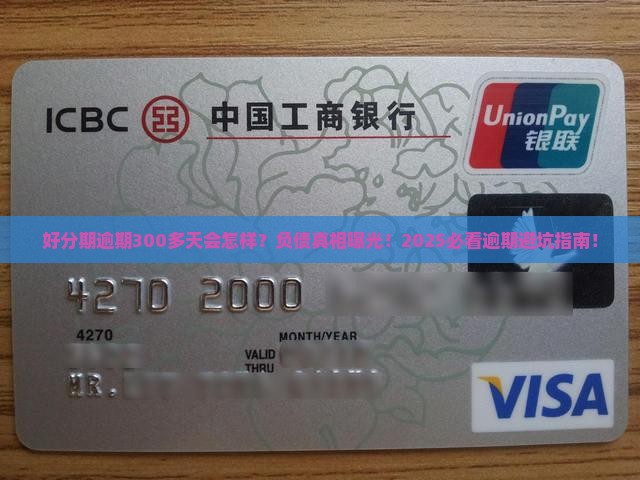 ICBC 中国工商银行
UnionPay
银联
好分期逾期300多天会怎样？负债真相曝光！2025必看逾期避坑指南！
4270 2000
4270
MONTH/YEAR
VALID
THRU
MR.
VISA